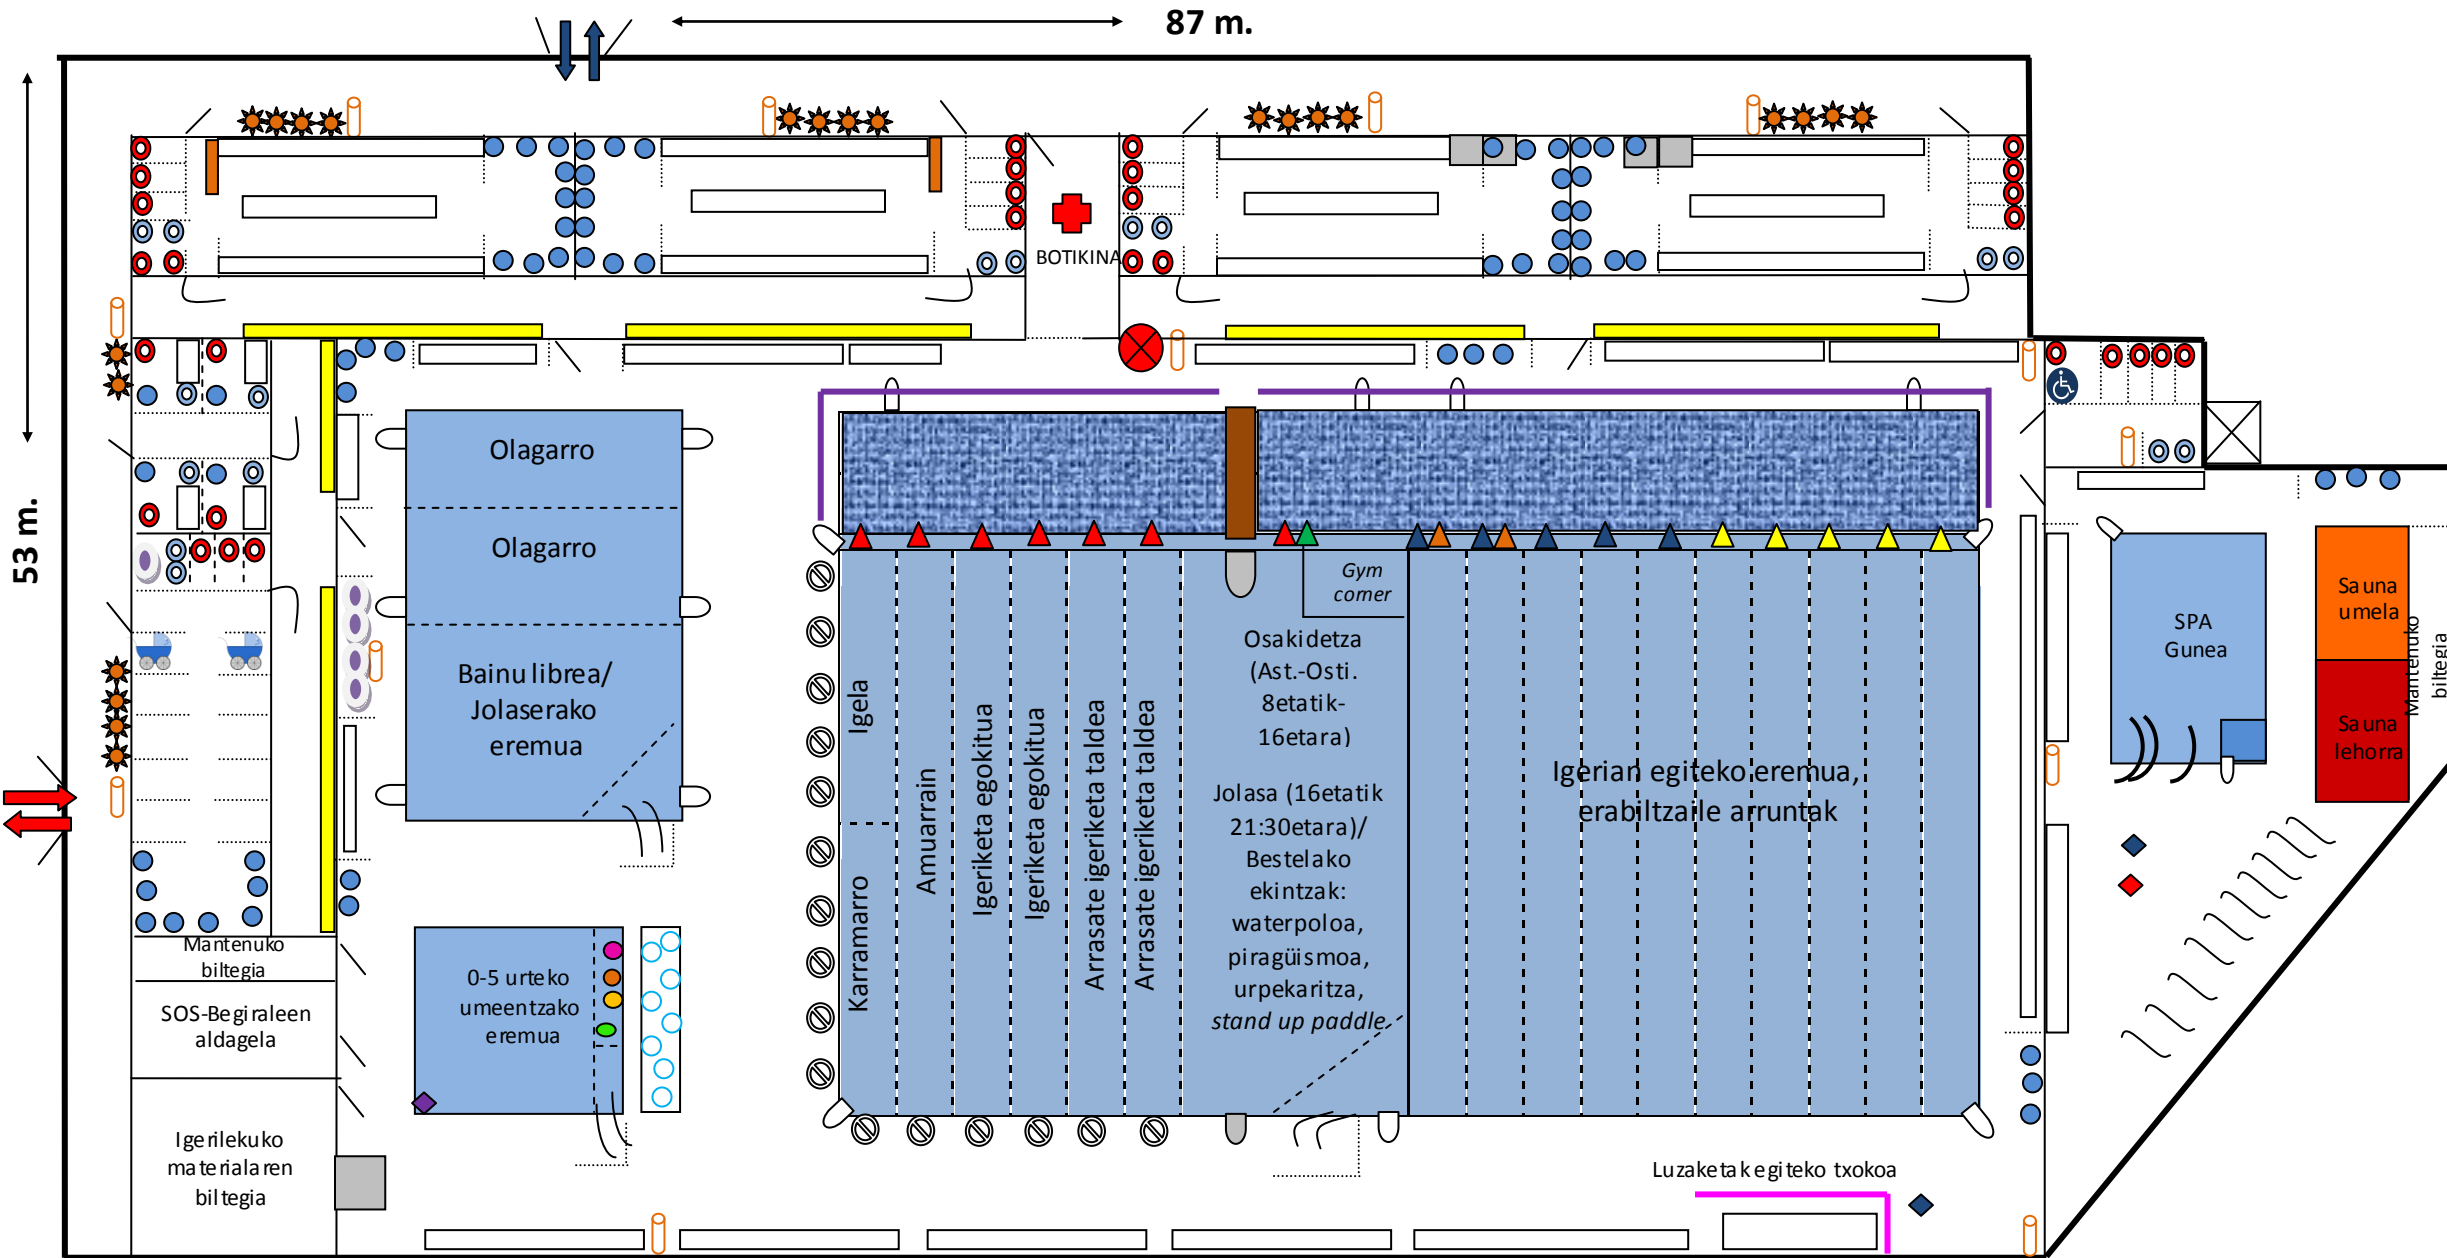 87 m.
53 m.
BOTIKINA
Olagarro
Olagarro
Bainu librea/
Jolaserako
eremua
0-5 urteko
umeentzako
eremua
Mantenuko
biltegia
SOS-Begiraleen
aldagela
Igerilekuko
materialaren
biltegia
Igela
Karramarro
Amuarrain
Igeriketa egokitua
Igeriketa egokitua
Arrasate igeriketa taldea
Arrasate igeriketa taldea
Gym
corner
Osakidetza
(Ast.-Osti.
8etatik-
16etara)
Jolasa (16etatik
21:30etara)/
Bestelako
ekintzak:
waterpoloa,
piragüismoa,
urpekaritza,
stand up paddle
Igerian egiteko eremua,
erabiltzaile arruntak
Luzaketak egiteko txokoa
SPA
Gunea
Sauna
umela
Sauna
lehorra
Mantenuko
biltegia